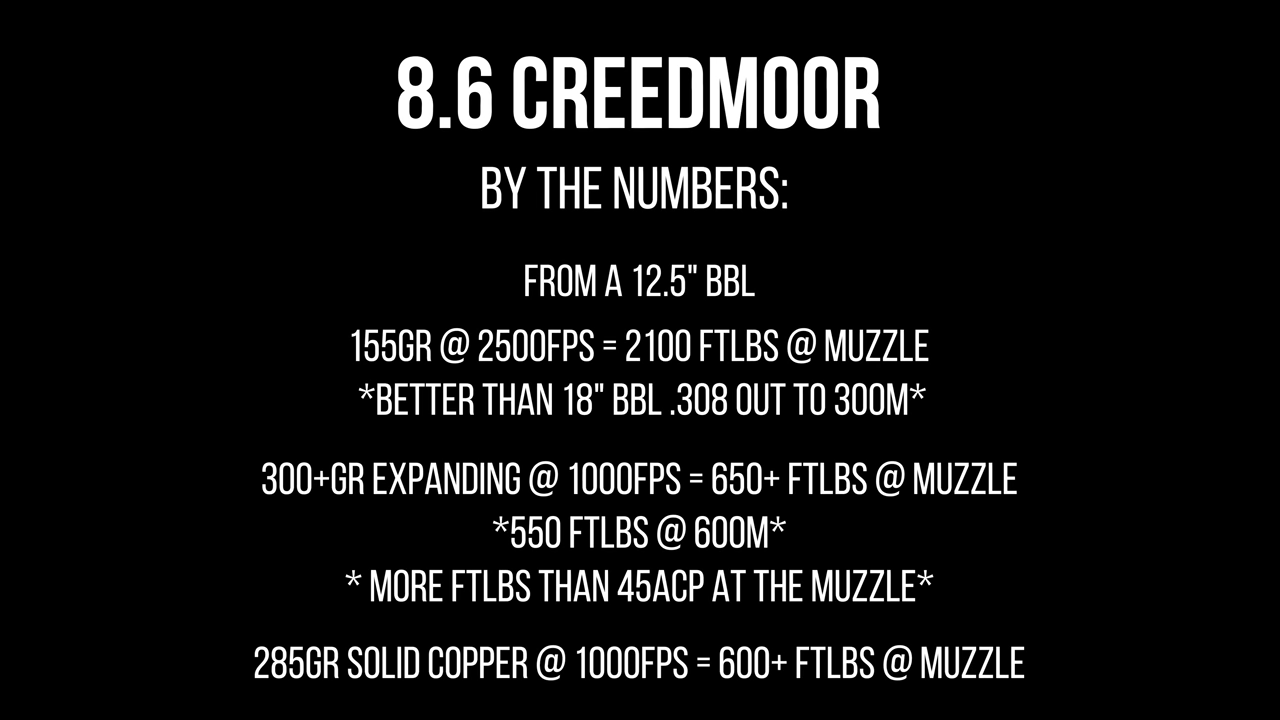 8.6 CREEDMOOR
BY THE NUMBERS:
FROM A 12.5" BBL
155GR @ 2500FPS = 2100 FTLBS @ MUZZLE
*BETTER THAN 18" BBL .308 OUT TO 300M*
300+GR EXPANDING @ 1000FPS = 650+ FTLBS @ MUZZLE
*550 FTLBS @ 600M*
* MORE FTLBS THAN 45ACP AT THE MUZZLE*
285GR SOLID COPPER @ 1000FPS = 600+ FTLBS @ MUZZLE